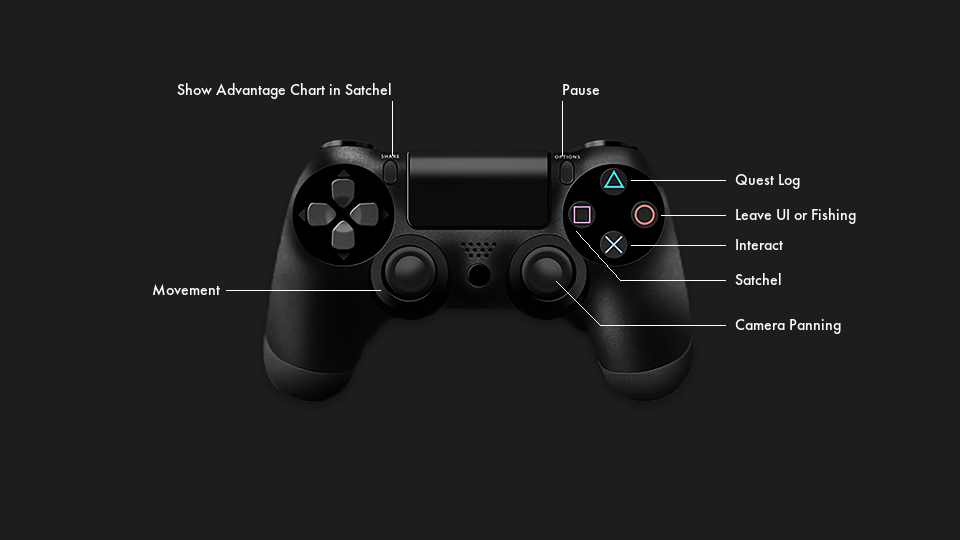 Show Advantage Chart in Satchel
Pause
SHARE
OPTIONS
Quest Log
Leave UI or Fishing
Interact
Satchel
Movement
Camera Panning